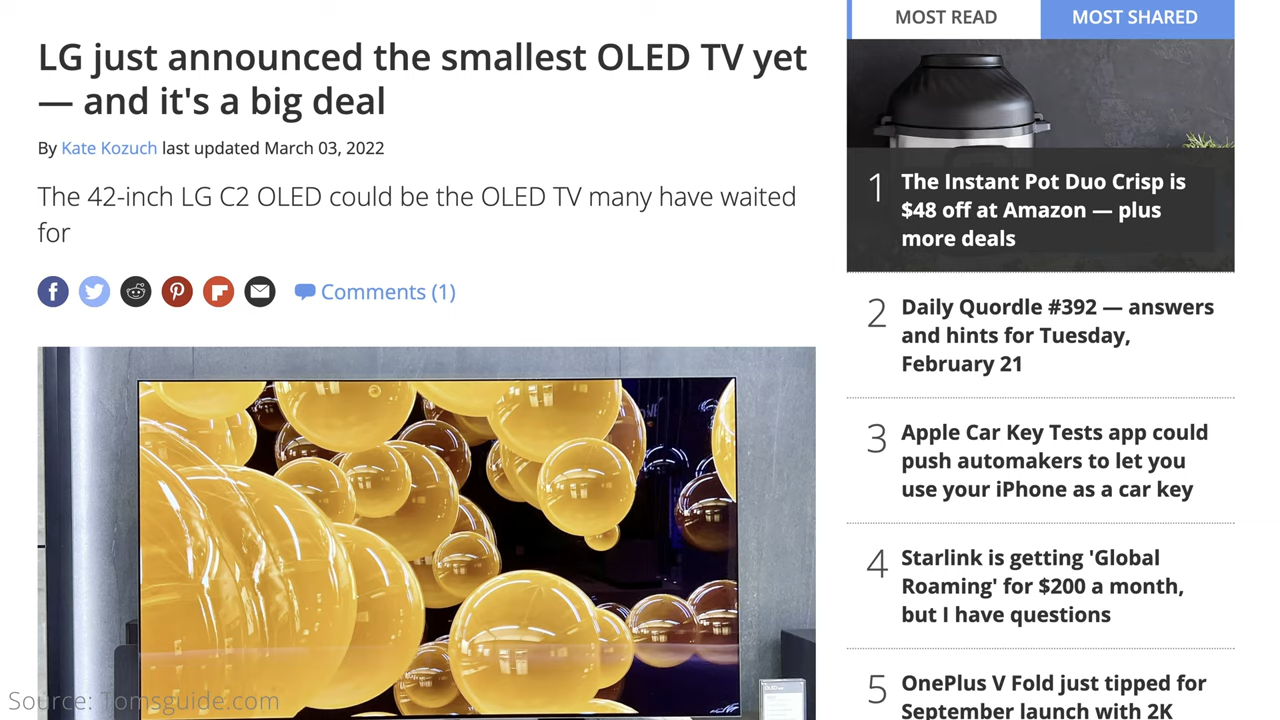 LG just announced the smallest OLED TV yet
— and it's a big deal
By Kate Kozuch last updated March 03, 2022
The 42-inch LG C2 OLED could be the OLED TV many have waited
for
Comments (1)
Source: Tomsguide.com
MOST READ
MOST SHARED
1
The Instant Pot Duo Crisp is
$48 off at Amazon — plus
more deals
2
Daily Quordle #392 — answers
and hints for Tuesday,
February 21
3
Apple Car Key Tests app could
push automakers to let you
use your iPhone as a car key
4
Starlink is getting 'Global
Roaming' for $200 a month,
but I have questions
5
OnePlus V Fold just tipped for
September launch with 2K